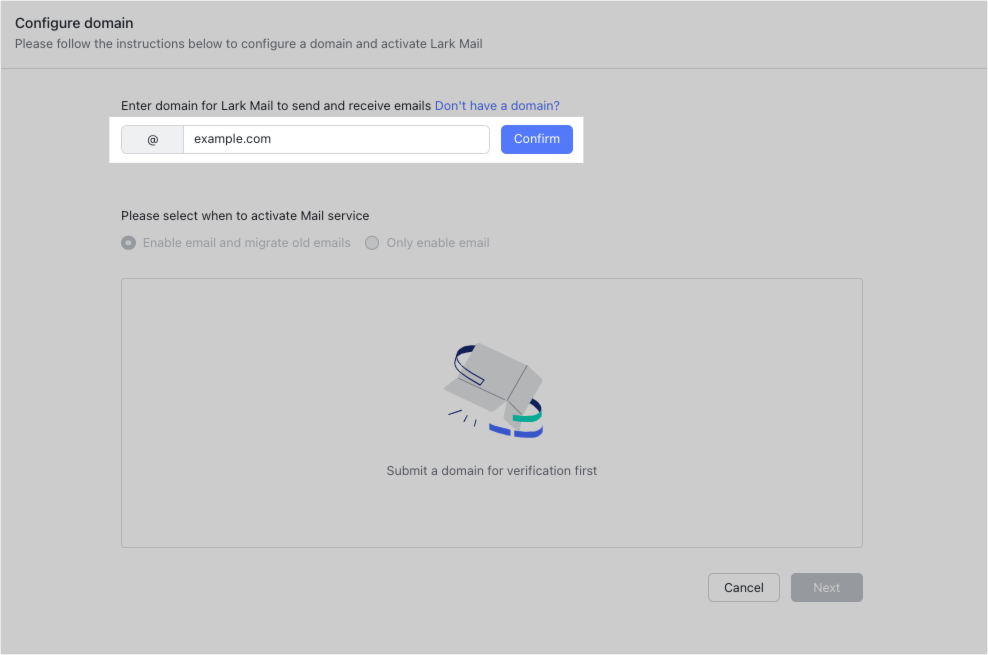 Configure domain
Please follow the instructions below to configure a domain and activate Lark Mail
Enter domain for Lark Mail to send and receive emails Don't have a domain?
@ example.com Confirm
Please select when to activate Mail service
Enable email and migrate old emails Only enable email
Submit a domain for verification first
Cancel Next